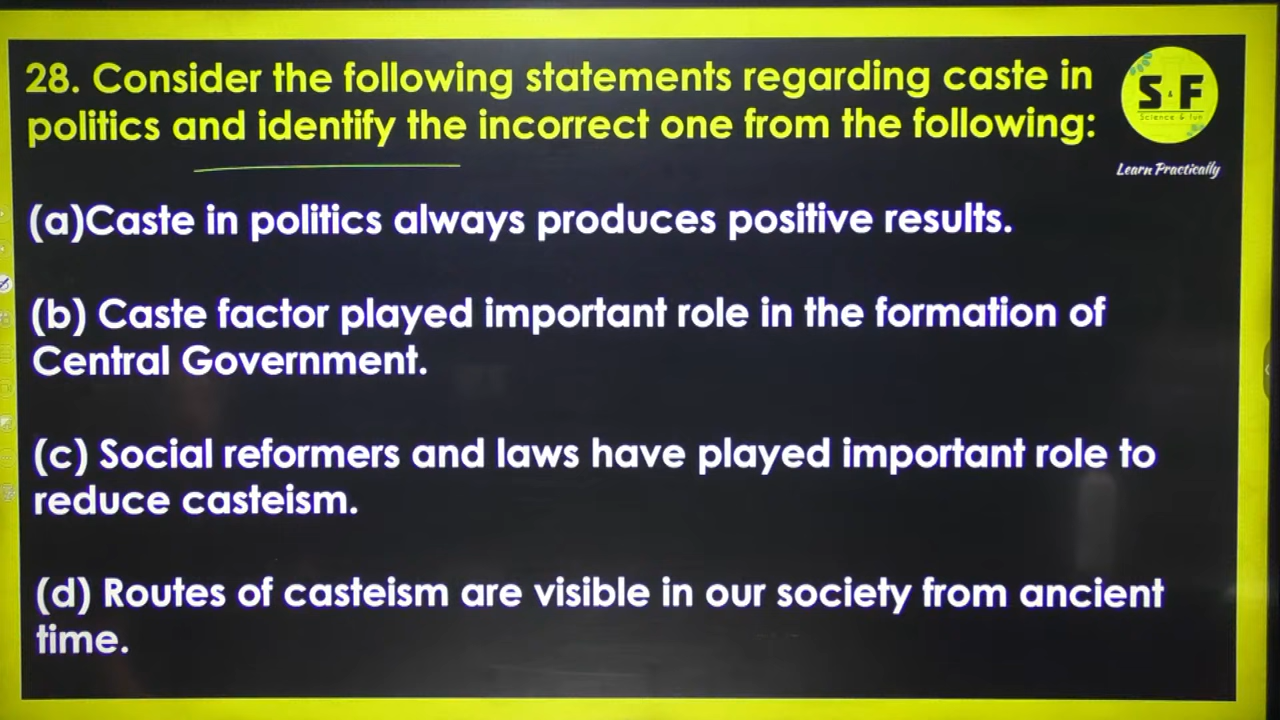 28. Consider the following statements regarding caste in
politics and identify the incorrect one from the following:
S & F
Science & fun
Learn Practically
(a)Caste in politics always produces positive results.
(b) Caste factor played important role in the formation of
Central Government.
(c) Social reformers and laws have played important role to
reduce casteism.
(d) Routes of casteism are visible in our society from ancient
time.